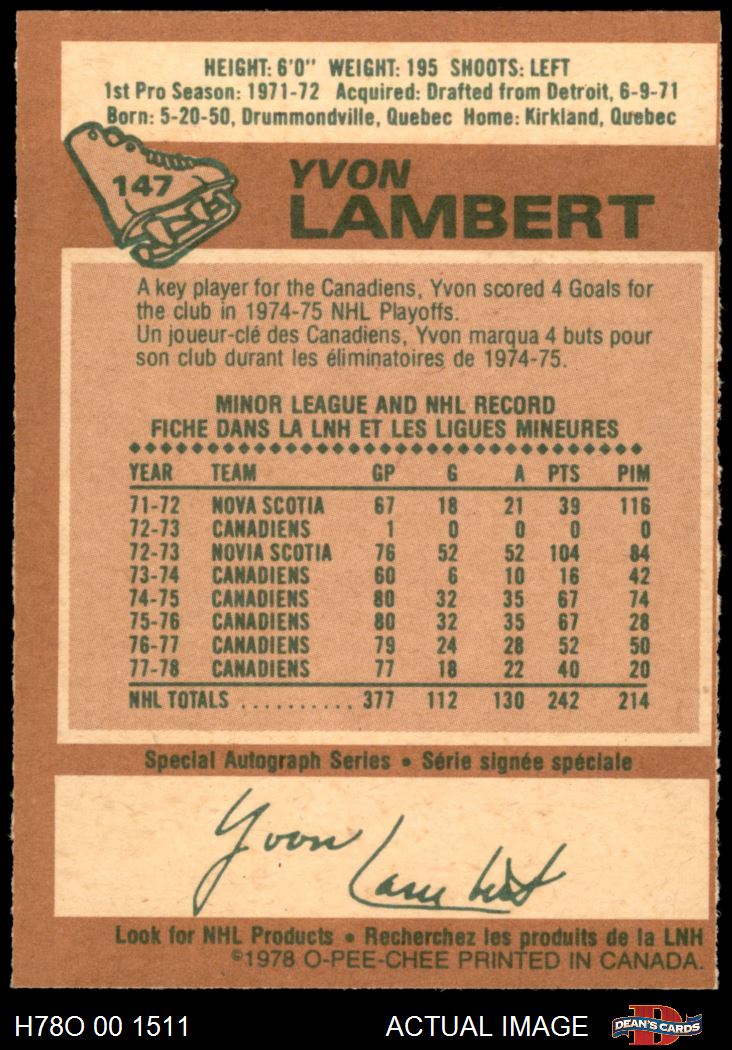 HEIGHT: 6'0" WEIGHT: 195 SHOOTS: LEFT
1st Pro Season: 1971-72 Acquired: Drafted from Detroit, 6-9-71
Born: 5-20-50, Drummondville, Quebec Home: Kirkland, Quebec
147
YVON
LAMBERT
A key player for the Canadiens, Yvon scored 4 Goals for
the club in 1974-75 NHL Playoffs.
Un joueur-clé des Canadiens, Yvon marqua 4 buts pour
son club durant les éliminatoires de 1974-75.
MINOR LEAGUE AND NHL RECORD
FICHE DANS LA LNH ET LES LIGUES MINEURES
YEAR TEAM GP G A PTS PIM
71-72 NOVA SCOTIA 67 18 21 39 116
72-73 CANADIENS 1 0 0 0 0
72-73 NOVIA SCOTIA 76 52 52 104 84
73-74 CANADIENS 60 6 10 16 42
74-75 CANADIENS 80 32 35 67 74
75-76 CANADIENS 80 32 35 67 28
76-77 CANADIENS 79 24 28 52 50
77-78 CANADIENS 77 18 22 40 20
NHL TOTALS .......... 377 112 130 242 214
Special Autograph Series • Série signée spéciale
Yvon Lambert
Look for NHL Products • Recherchez les produits de la LNH
©1978 O-PEE-CHEE PRINTED IN CANADA.
H78O 00 1511 ACTUAL IMAGE D DEAN'S CARDS